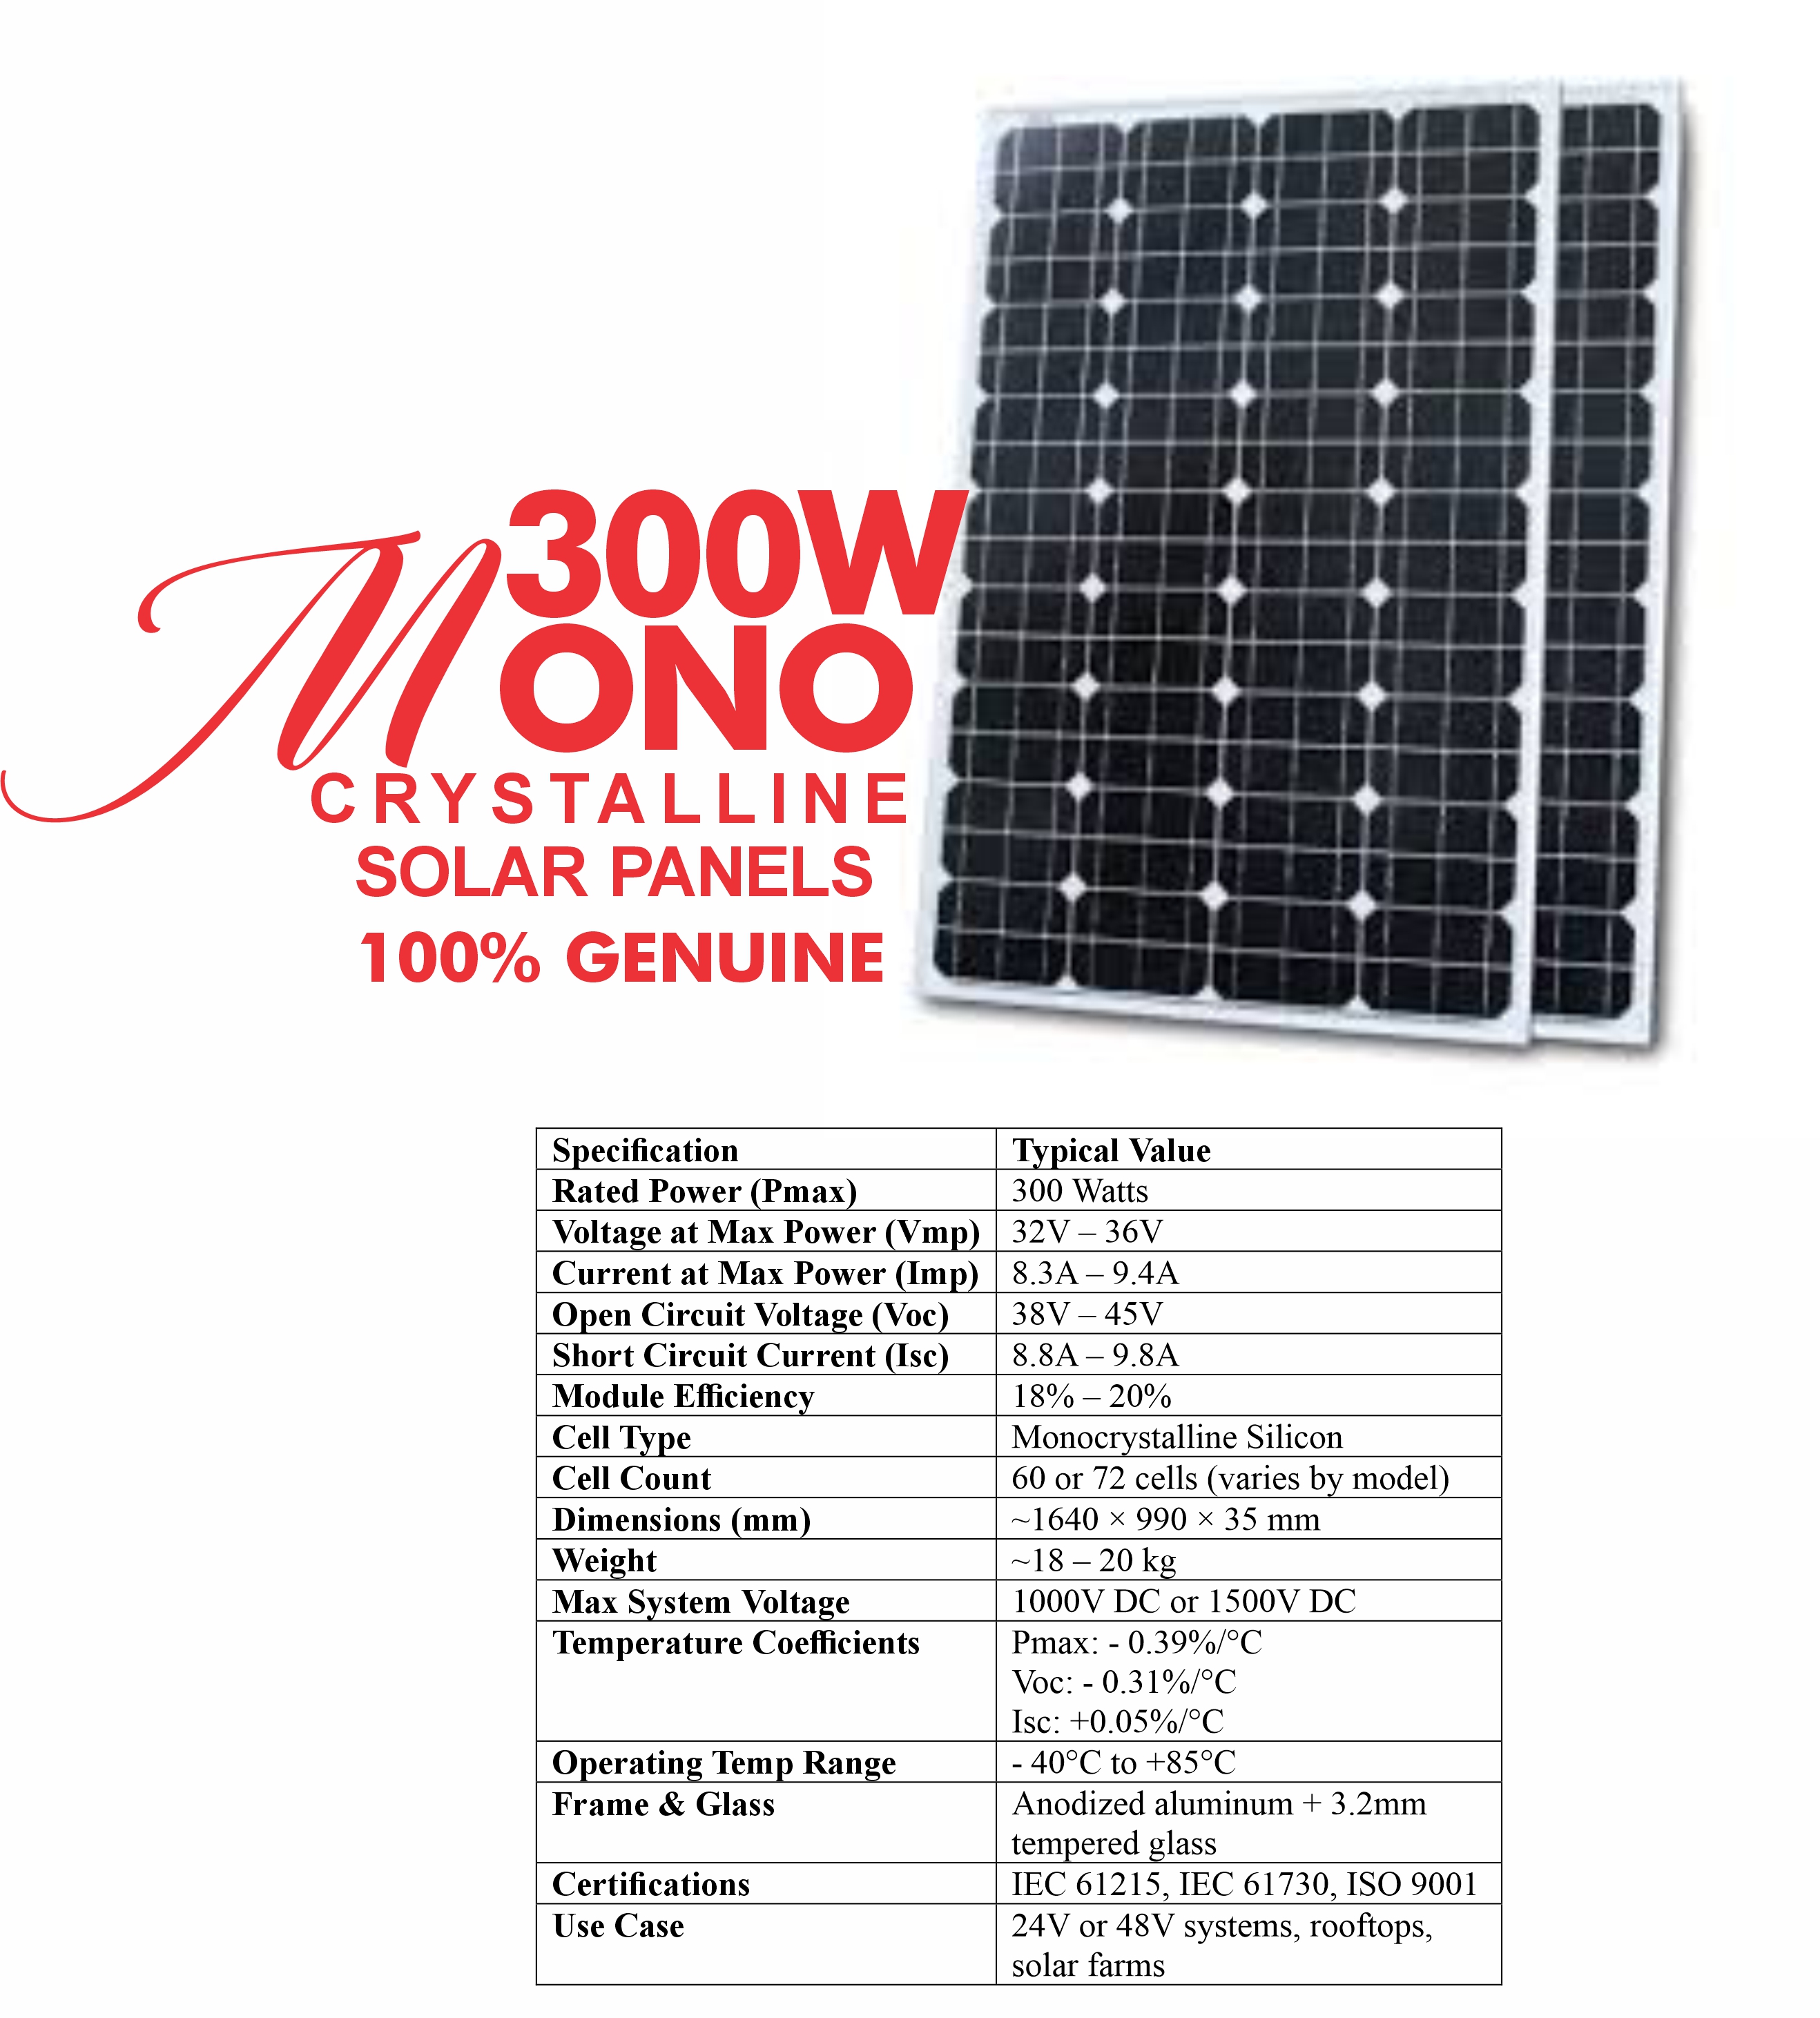 300W
MONO
CRYSTALLINE
SOLAR PANELS
100% GENUINE
Specification Typical Value
Rated Power (Pmax) 300 Watts
Voltage at Max Power (Vmp) 32V – 36V
Current at Max Power (Imp) 8.3A – 9.4A
Open Circuit Voltage (Voc) 38V – 45V
Short Circuit Current (Isc) 8.8A – 9.8A
Module Efficiency 18% – 20%
Cell Type Monocrystalline Silicon
Cell Count 60 or 72 cells (varies by model)
Dimensions (mm) ~1640 × 990 × 35 mm
Weight ~18 – 20 kg
Max System Voltage 1000V DC or 1500V DC
Temperature Coefficients Pmax: - 0.39%/°C
Voc: - 0.31%/°C
Isc: +0.05%/°C
Operating Temp Range - 40°C to +85°C
Frame & Glass Anodized aluminum + 3.2mm
tempered glass
Certifications IEC 61215, IEC 61730, ISO 9001
Use Case 24V or 48V systems, rooftops,
solar farms